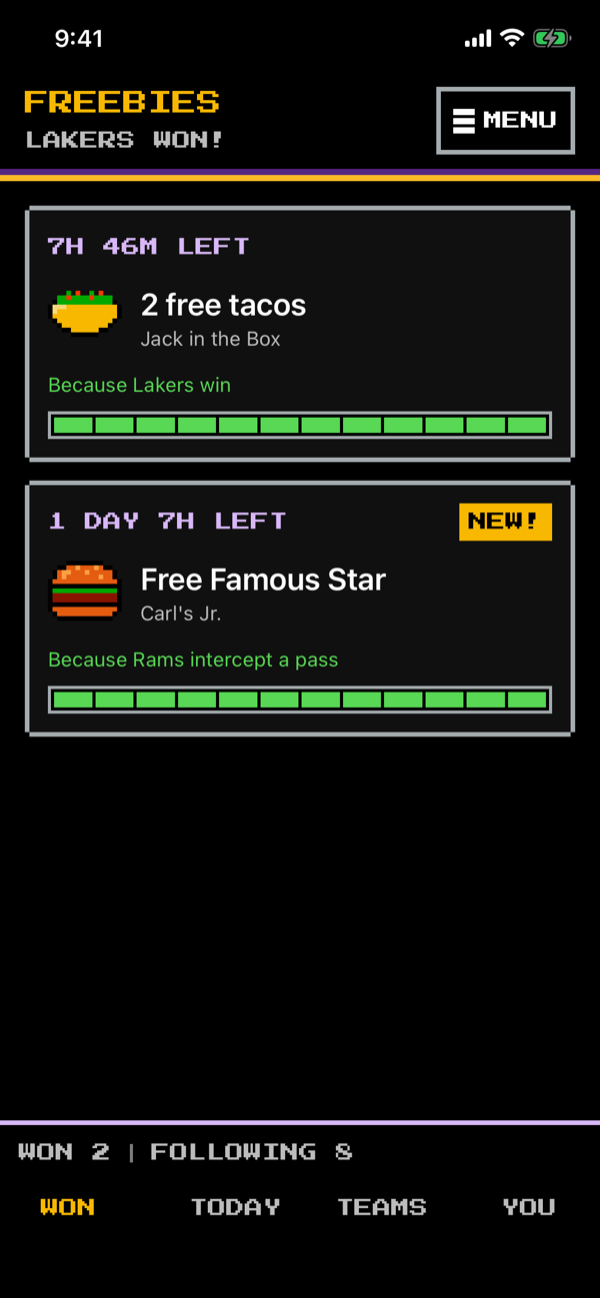 9:41
FREEBIES
LAKERS WON!
MENU
7H 46M LEFT
2 free tacos
Jack in the Box
Because Lakers win
1 DAY 7H LEFT
NEW!
Free Famous Star
Carl's Jr.
Because Rams intercept a pass
WON 2 | FOLLOWING 8
WON TODAY TEAMS YOU